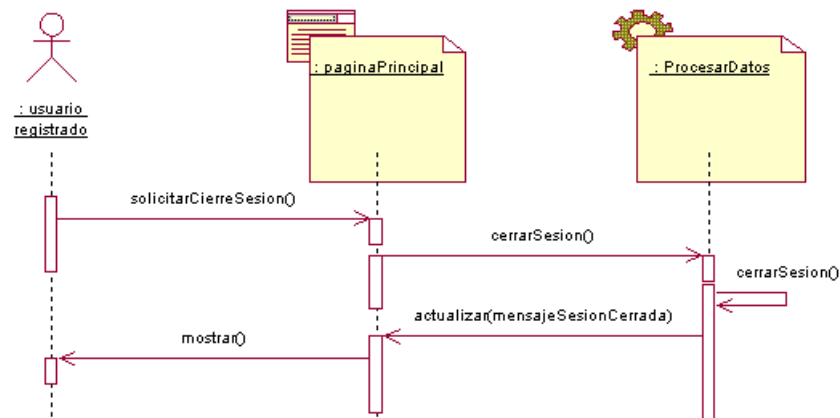 : usuario
registrado
: paginaPrincipal
: ProcesarDatos
solicitarCierreSesion()
cerrarSesion()
cerrarSesion()
actualizar(mensajeSesionCerrada)
mostrar()